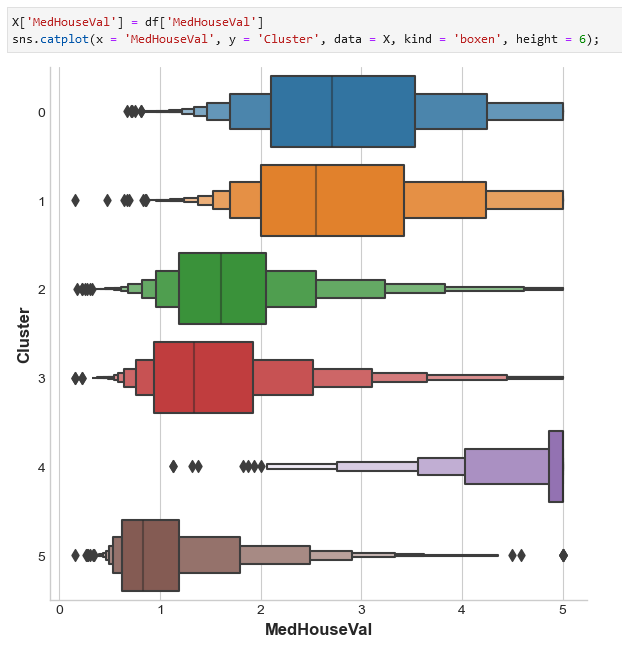 X['MedHouseVal'] = df['MedHouseVal']
sns.catplot(x = 'MedHouseVal', y = 'Cluster', data = X, kind = 'boxen', height = 6);
0
1
2
3
4
5
Cluster
0 1 2 3 4 5
MedHouseVal